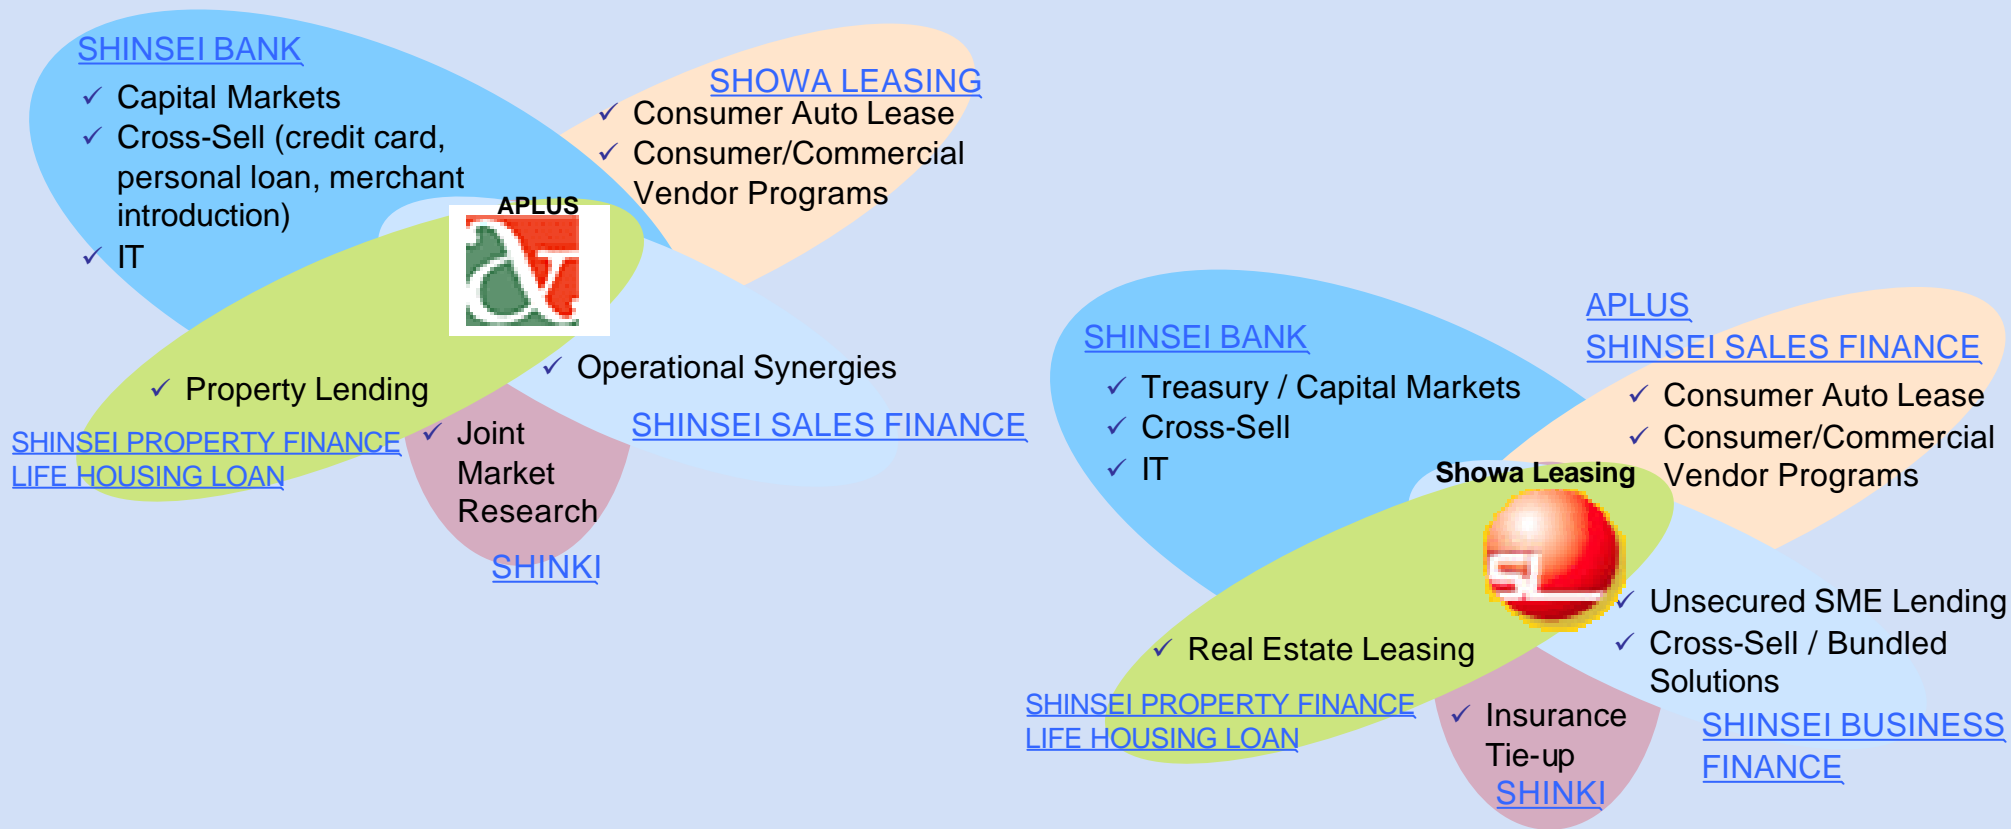 SHINSEI BANK
✓ Capital Markets
✓ Cross-Sell (credit card,
personal loan, merchant
introduction)
✓ IT
SHOWA LEASING
✓ Consumer Auto Lease
✓ Consumer/Commercial
Vendor Programs
APLUS
✓ Property Lending
SHINSEI PROPERTY FINANCE
LIFE HOUSING LOAN
✓ Operational Synergies
SHINSEI SALES FINANCE
✓ Joint
Market
Research
SHINKI
SHINSEI BANK
✓ Treasury / Capital Markets
✓ Cross-Sell
✓ IT
APLUS
SHINSEI SALES FINANCE
✓ Consumer Auto Lease
✓ Consumer/Commercial
Vendor Programs
Showa Leasing
SL
✓ Real Estate Leasing
SHINSEI PROPERTY FINANCE
LIFE HOUSING LOAN
✓ Unsecured SME Lending
✓ Cross-Sell / Bundled
Solutions
SHINSEI BUSINESS
FINANCE
✓ Insurance
Tie-up
SHINKI